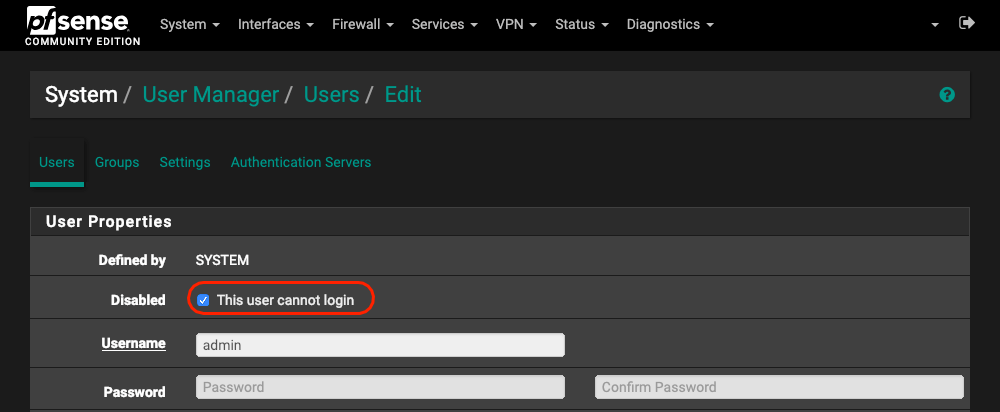 pfsense
COMMUNITY EDITION
System Interfaces Firewall Services VPN Status Diagnostics
System / User Manager / Users / Edit
Users Groups Settings Authentication Servers
User Properties
Defined by SYSTEM
Disabled This user cannot login
Username admin
Password Password Confirm Password